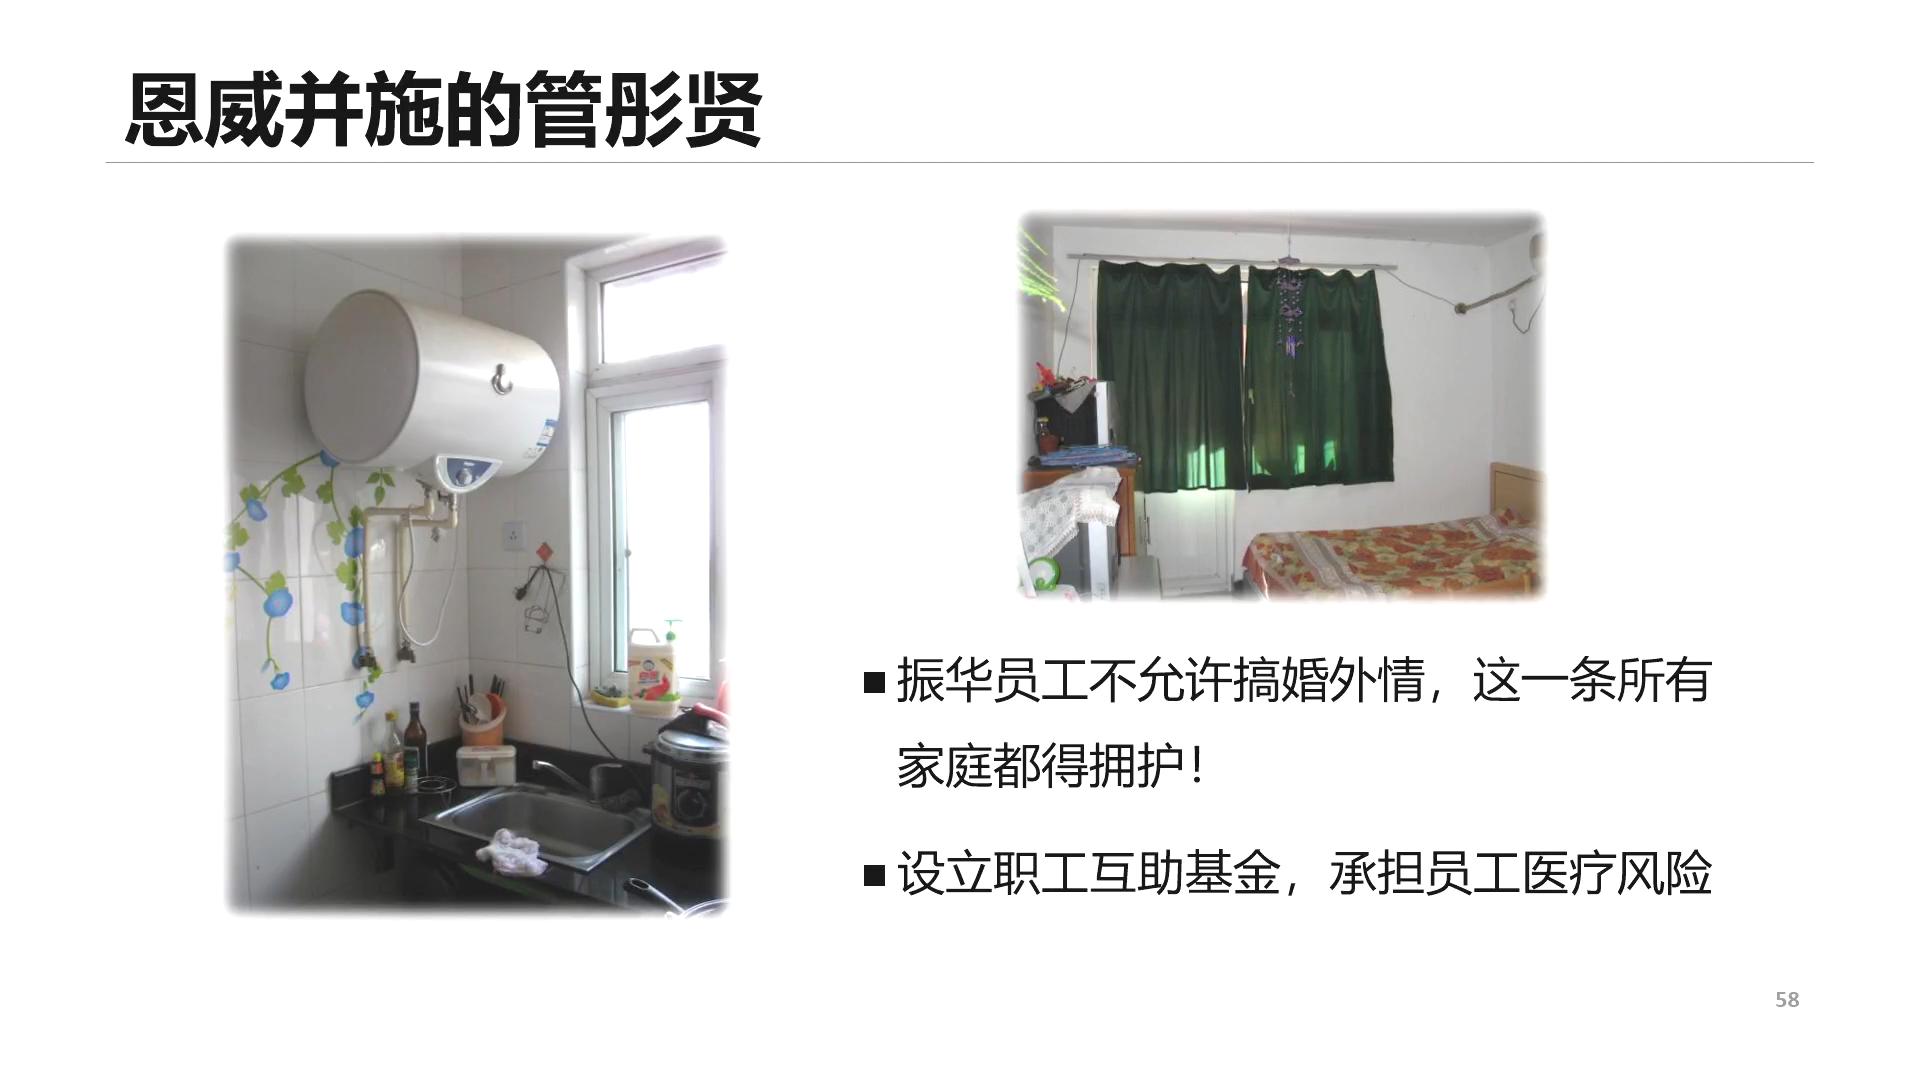 恩威并施的管彤贤
■振华员工不允许搞婚外情，这一条所有
家庭都得拥护！
■设立职工互助基金，承担员工医疗风险
58